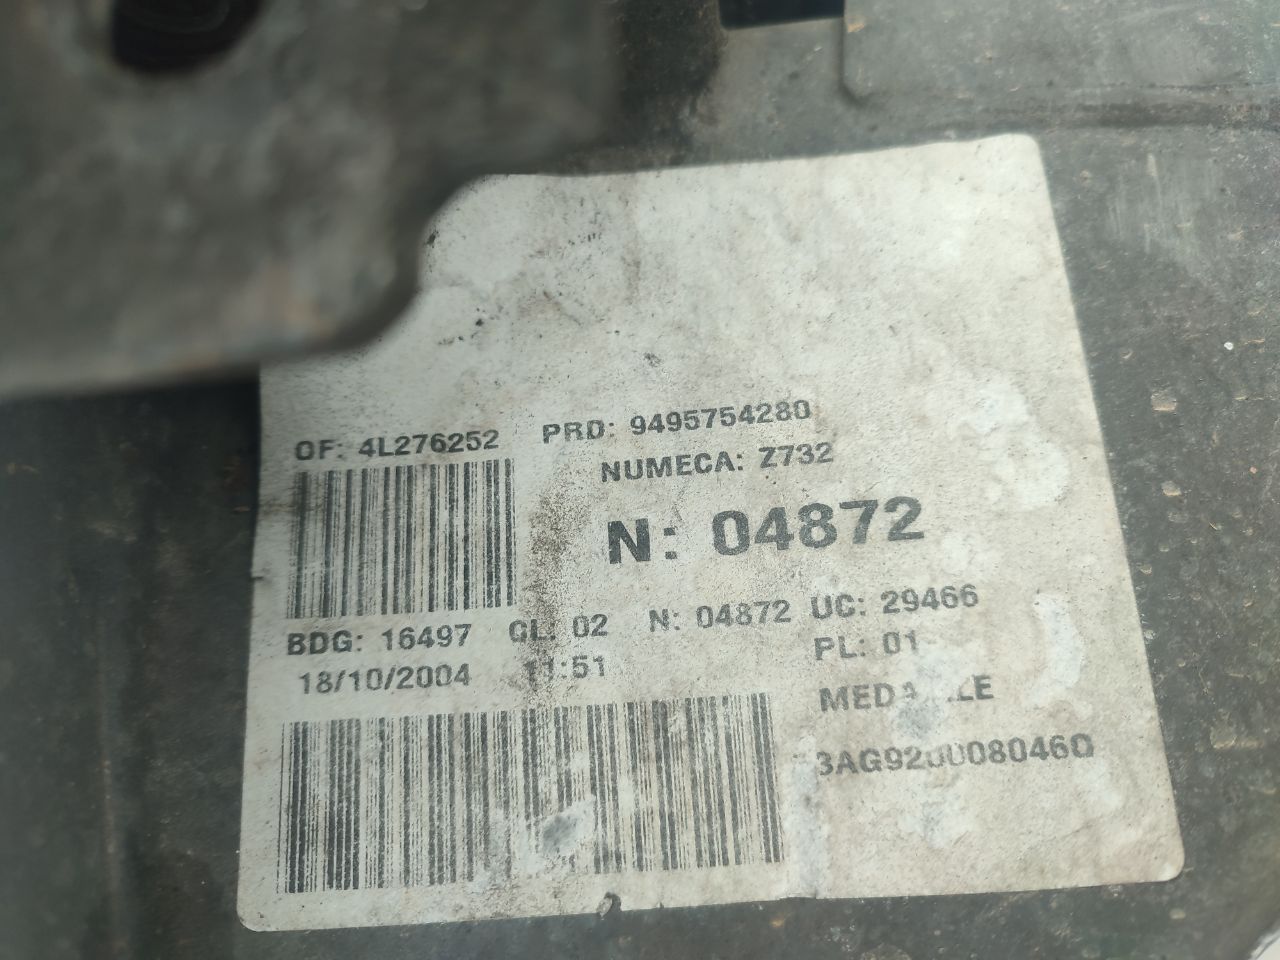 OF: 4L276252 PRD: 9495754280
NUMECA: Z732
N: 04872
BDG: 16497 CL: 02 N: 04872 UC: 29466
18/10/2004 11:51 PL: 01